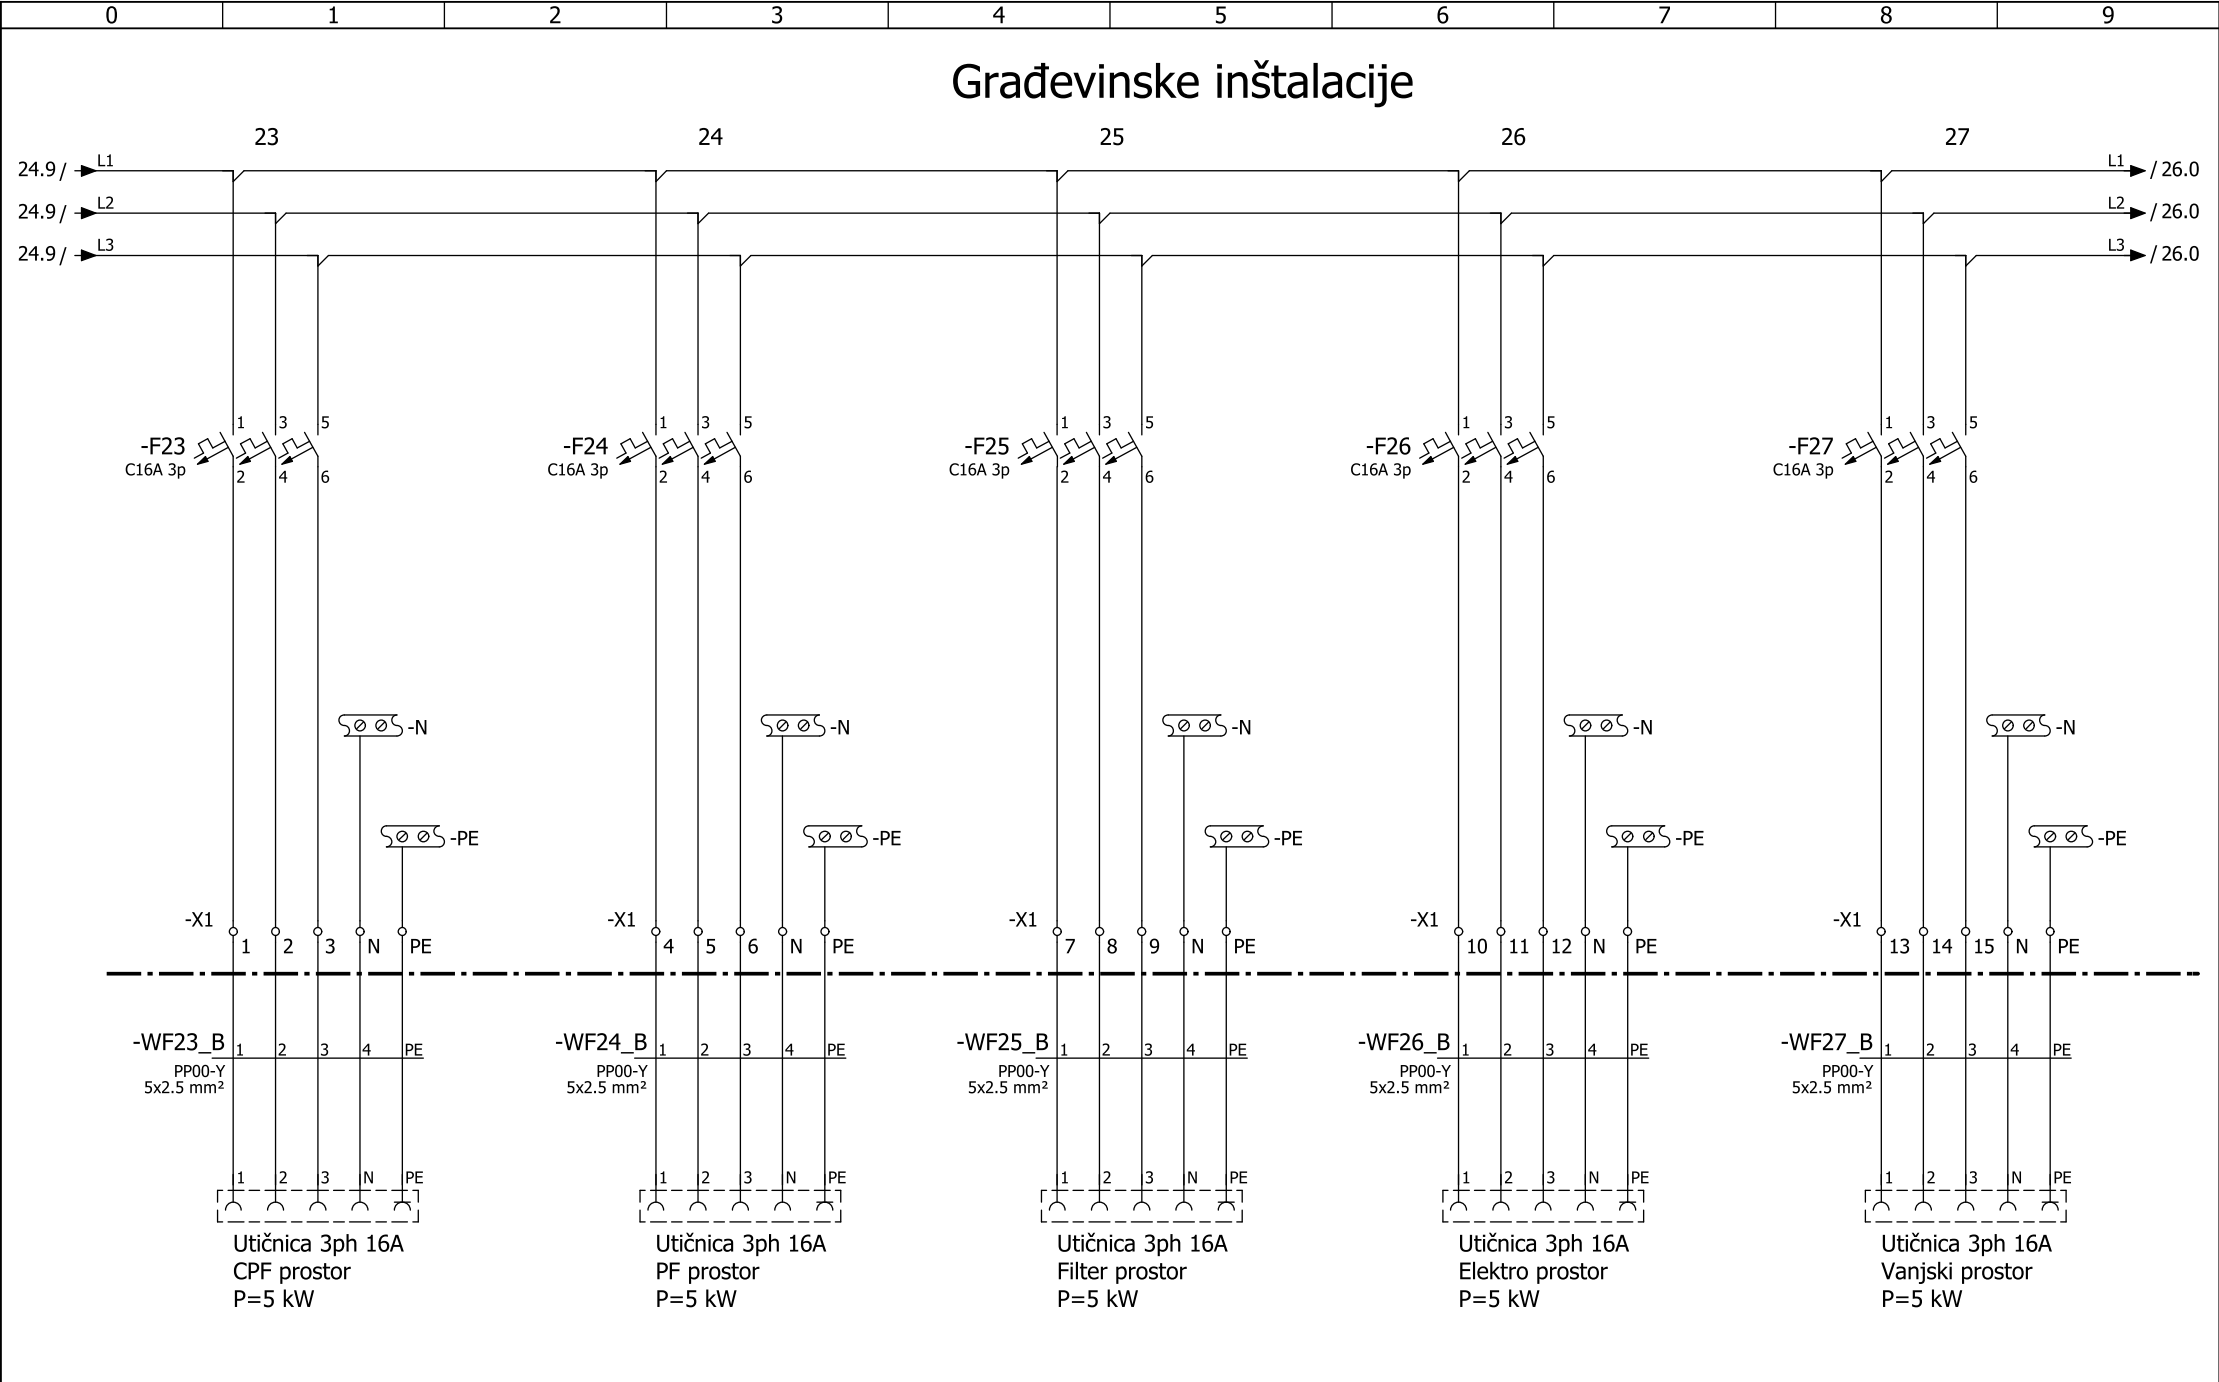 0 1 2 3 4 5 6 7 8 9
Građevinske inštalacije
23 24 25 26 27
24.9 / L1 L1 / 26.0
24.9 / L2 L2 / 26.0
24.9 / L3 L3 / 26.0
1 3 5 1 3 5 1 3 5 1 3 5 1 3 5
-F23 -F24 -F25 -F26 -F27
C16A 3p C16A 3p C16A 3p C16A 3p C16A 3p
2 4 6 2 4 6 2 4 6 2 4 6 2 4 6
-N -N -N -N -N
-PE -PE -PE -PE -PE
-X1 -X1 -X1 -X1 -X1
1 2 3 N PE 4 5 6 N PE 7 8 9 N PE 10 11 12 N PE 13 14 15 N PE
-WF23_B 1 2 3 4 PE -WF24_B 1 2 3 4 PE -WF25_B 1 2 3 4 PE -WF26_B 1 2 3 4 PE -WF27_B 1 2 3 4 PE
PP00-Y PP00-Y PP00-Y PP00-Y PP00-Y
5x2.5 mm² 5x2.5 mm² 5x2.5 mm² 5x2.5 mm² 5x2.5 mm²
1 2 3 N PE 1 2 3 N PE 1 2 3 N PE 1 2 3 N PE 1 2 3 N PE
Utičnica 3ph 16A Utičnica 3ph 16A Utičnica 3ph 16A Utičnica 3ph 16A Utičnica 3ph 16A
CPF prostor PF prostor Filter prostor Elektro prostor Vanjski prostor
P=5 kW P=5 kW P=5 kW P=5 kW P=5 kW